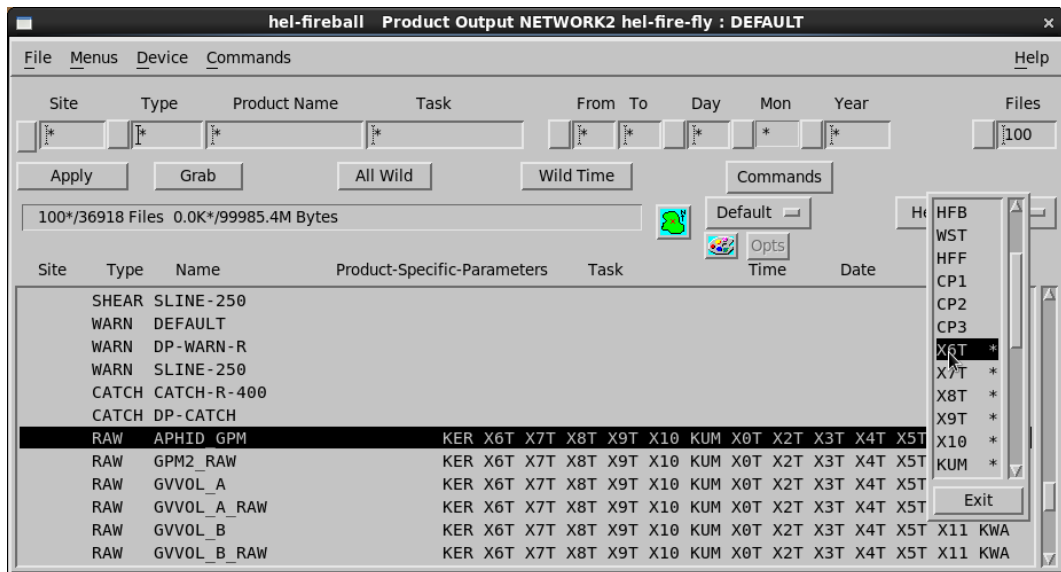 hel-fireball Product Output NETWORK2 hel-fire-fly : DEFAULT ×
File Menus Device Commands Help
Site Type Product Name Task From To Day Mon Year Files
* * * * * * * * * 100
Apply Grab All Wild Wild Time Commands
100*/36918 Files 0.0K*/99985.4M Bytes Default He
Opts
Site Type Name Product-Specific-Parameters Task Time Date
SHEAR SLINE-250
WARN DEFAULT
WARN DP-WARN-R
WARN SLINE-250
CATCH CATCH-R-400
CATCH DP-CATCH
RAW APHID_GPM KER X6T X7T X8T X9T X10 KUM X0T X2T X3T X4T X5T
RAW GPM2_RAW KER X6T X7T X8T X9T X10 KUM X0T X2T X3T X4T X5T
RAW GVVOL_A KER X6T X7T X8T X9T X10 KUM X0T X2T X3T X4T X5T
RAW GVVOL_A_RAW KER X6T X7T X8T X9T X10 KUM X0T X2T X3T X4T X5T
RAW GVVOL_B KER X6T X7T X8T X9T X10 KUM X0T X2T X3T X4T X5T X11 KWA
RAW GVVOL_B_RAW KER X6T X7T X8T X9T X10 KUM X0T X2T X3T X4T X5T X11 KWA
HFB
WST
HFF
CP1
CP2
CP3
X6T *
X7T *
X8T *
X9T *
X10 *
KUM *
Exit